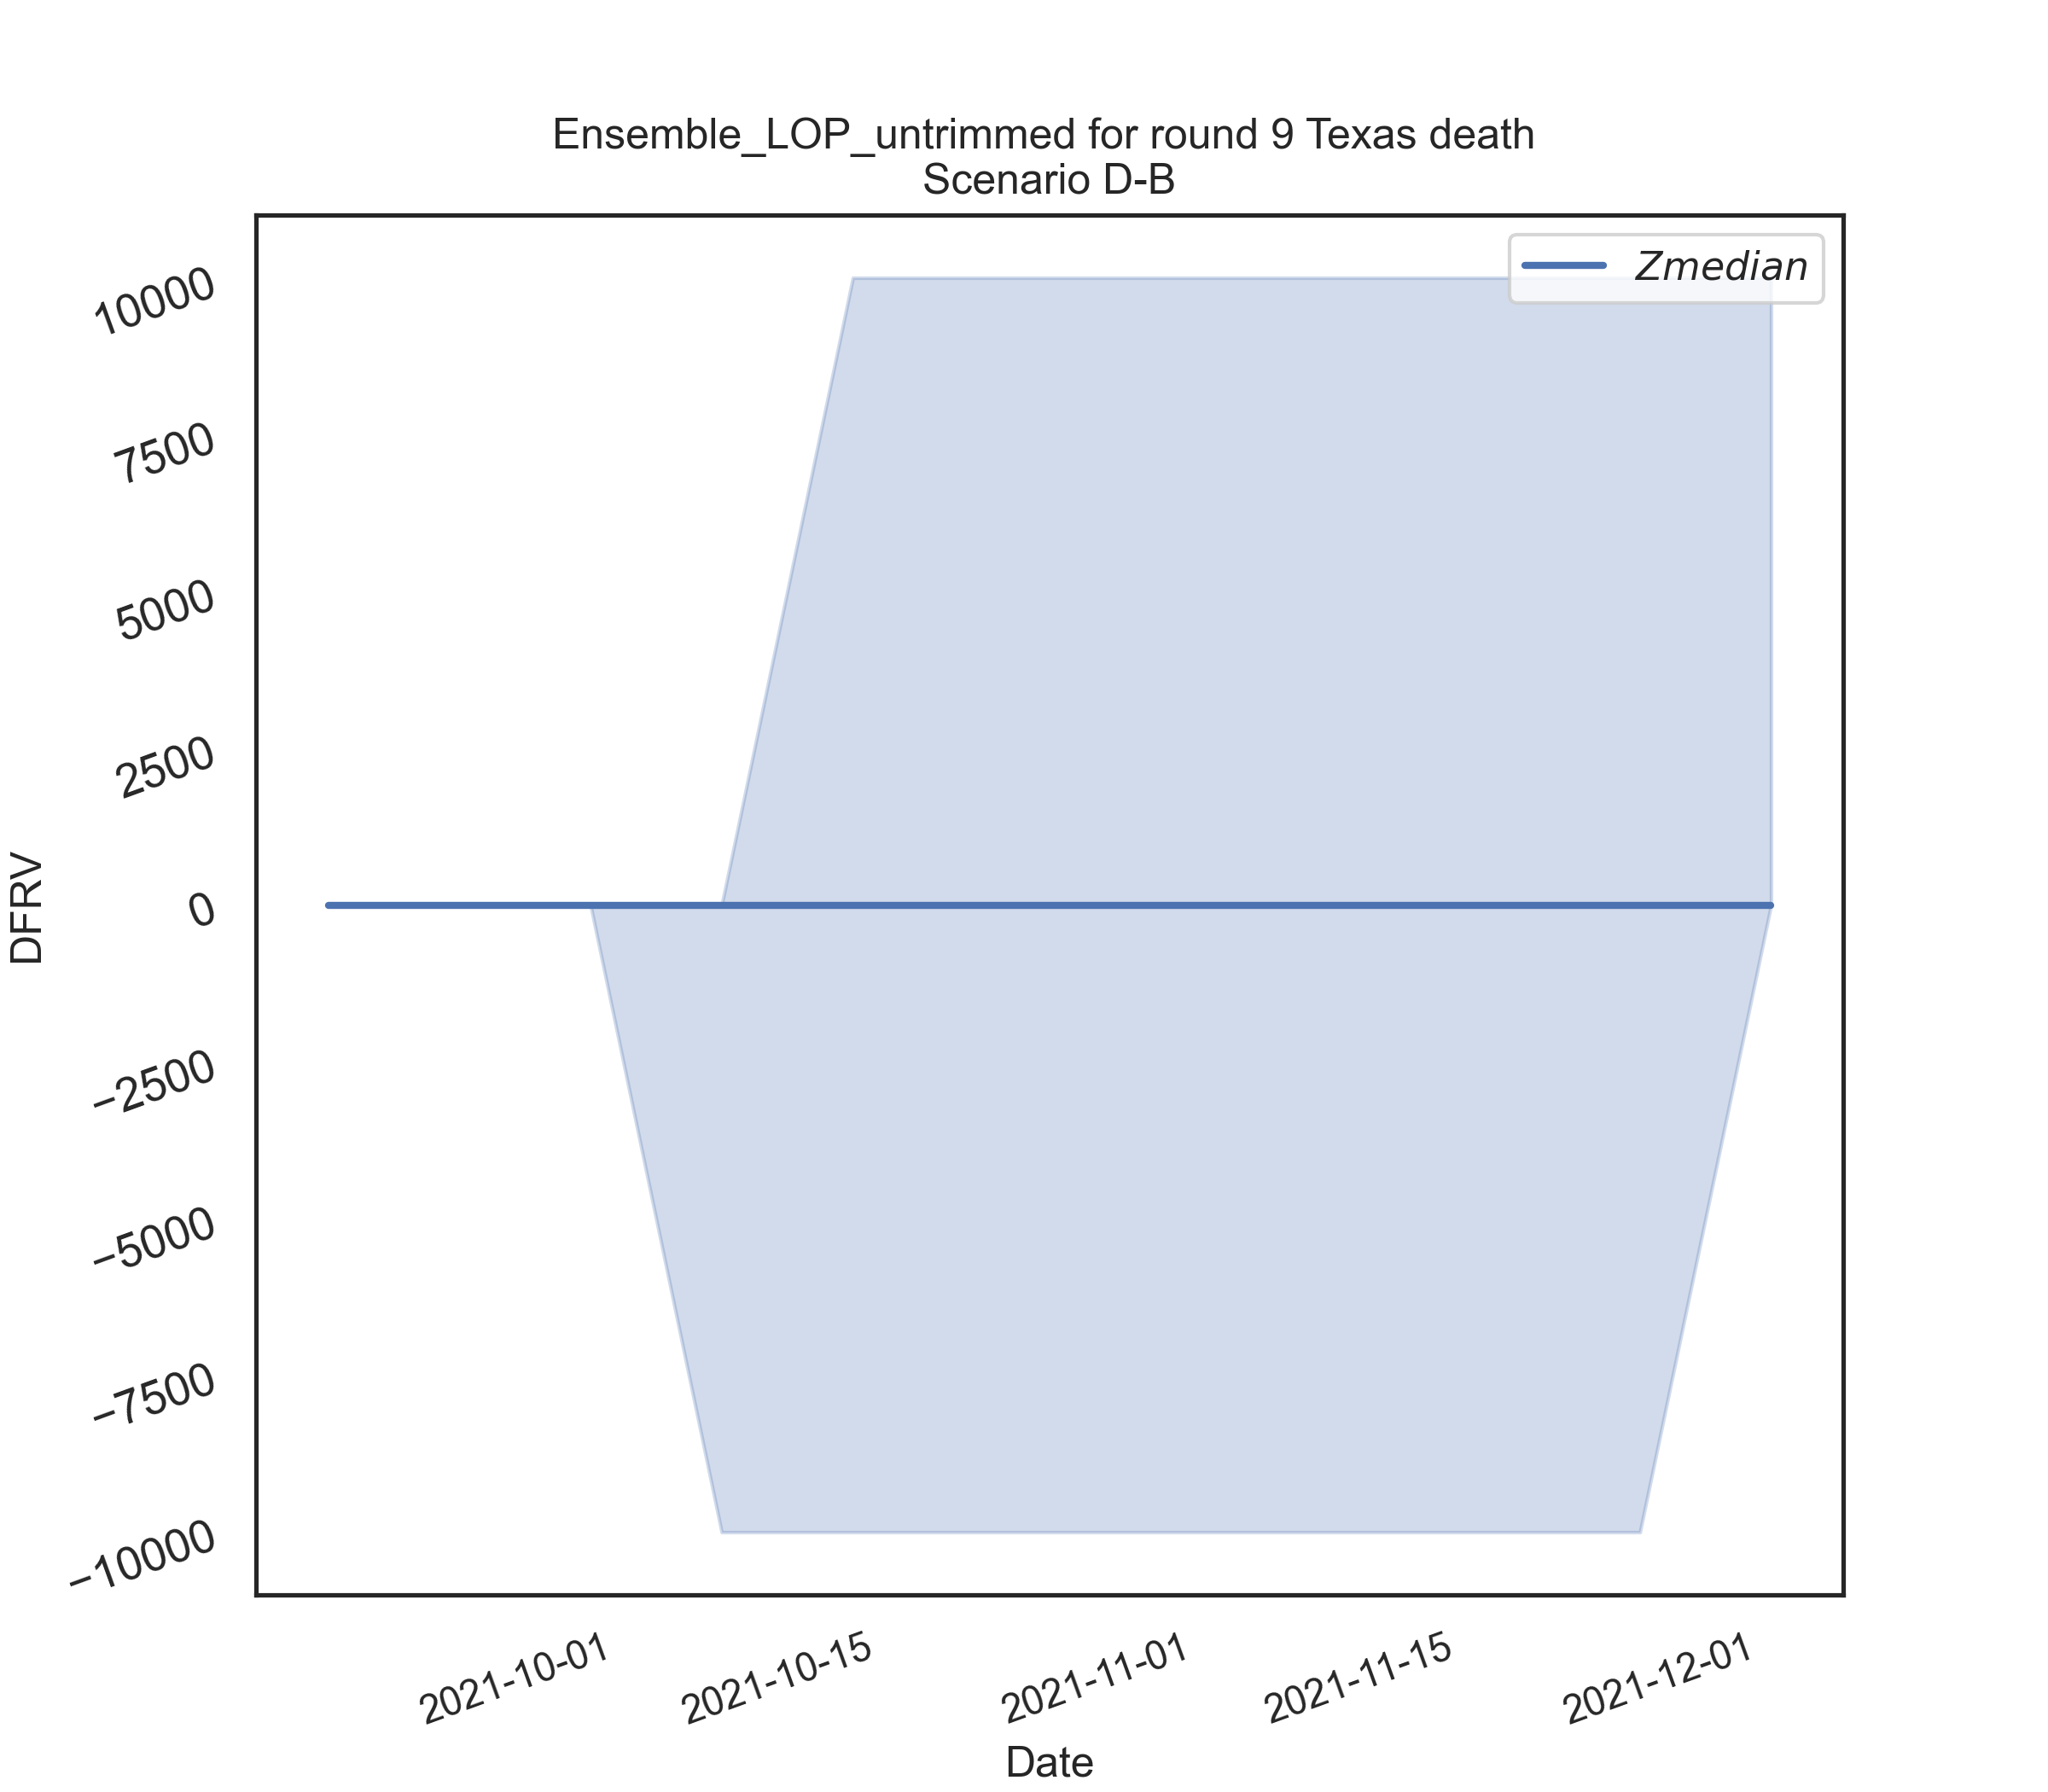 Ensemble_LOP_untrimmed for round 9 Texas death
Scenario D-B
Zmedian
DFRV
10000
7500
5000
2500
0
−2500
−5000
−7500
−10000
2021-10-01
2021-10-15
2021-11-01
2021-11-15
2021-12-01
Date